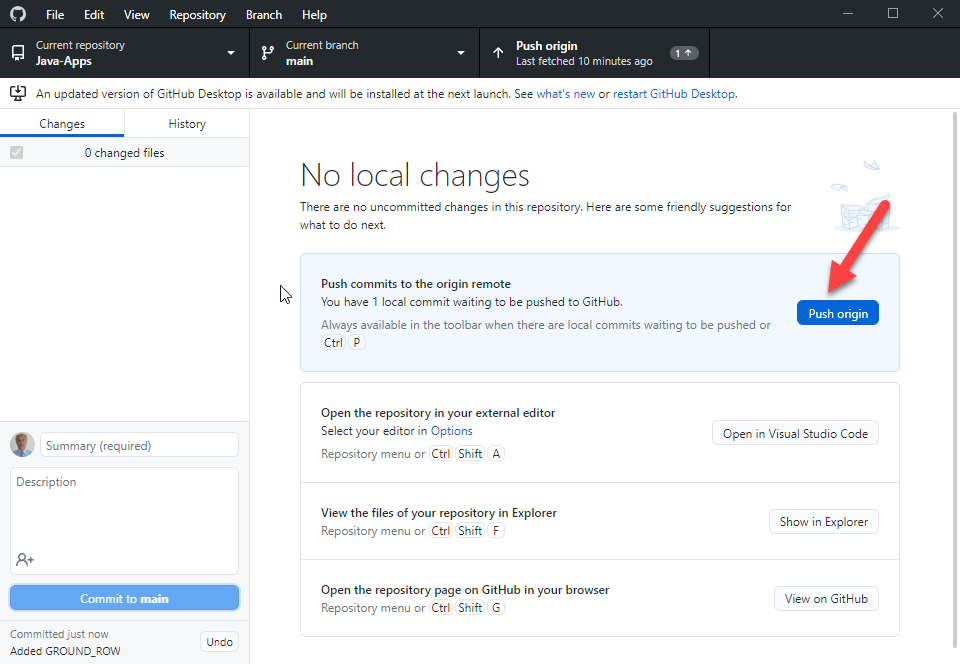 File Edit View Repository Branch Help
Current repository
Java-Apps
Current branch
main
Push origin
Last fetched 10 minutes ago
1
An updated version of GitHub Desktop is available and will be installed at the next launch. See what's new or restart GitHub Desktop.
Changes
History
0 changed files
No local changes
There are no uncommitted changes in this repository. Here are some friendly suggestions for
what to do next.
Push commits to the origin remote
You have 1 local commit waiting to be pushed to GitHub.
Always available in the toolbar when there are local commits waiting to be pushed or
Ctrl P
Push origin
Open the repository in your external editor
Select your editor in Options
Repository menu or Ctrl Shift A
Open in Visual Studio Code
View the files of your repository in Explorer
Repository menu or Ctrl Shift F
Show in Explorer
Open the repository page on GitHub in your browser
Repository menu or Ctrl Shift G
View on GitHub
Summary (required)
Description
Commit to main
Committed just now
Added GROUND_ROW
Undo